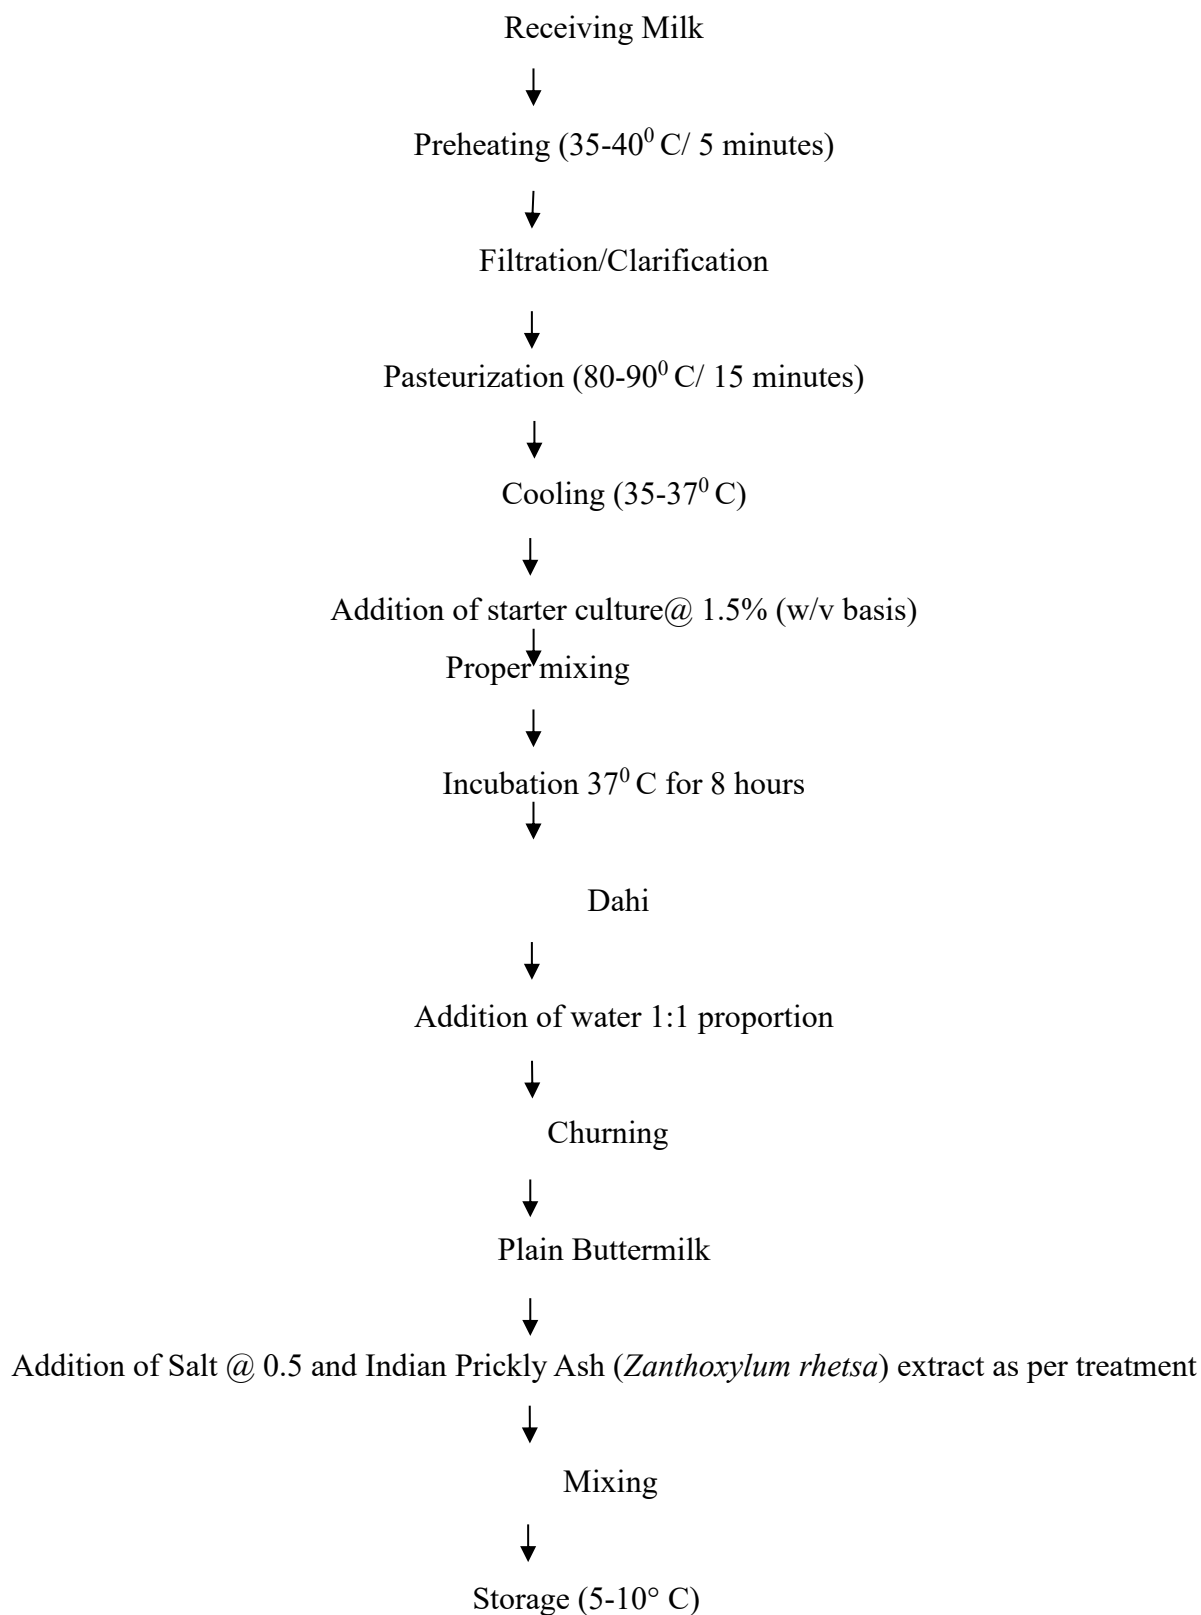 Receiving Milk
Preheating (35-40⁰ C/ 5 minutes)
Filtration/Clarification
Pasteurization (80-90⁰ C/ 15 minutes)
Cooling (35-37⁰ C)
Addition of starter culture@ 1.5% (w/v basis)
Proper mixing
Incubation 37⁰ C for 8 hours
Dahi
Addition of water 1:1 proportion
Churning
Plain Buttermilk
Addition of Salt @ 0.5 and Indian Prickly Ash (Zanthoxylum rhetsa) extract as per treatment
Mixing
Storage (5-10° C)